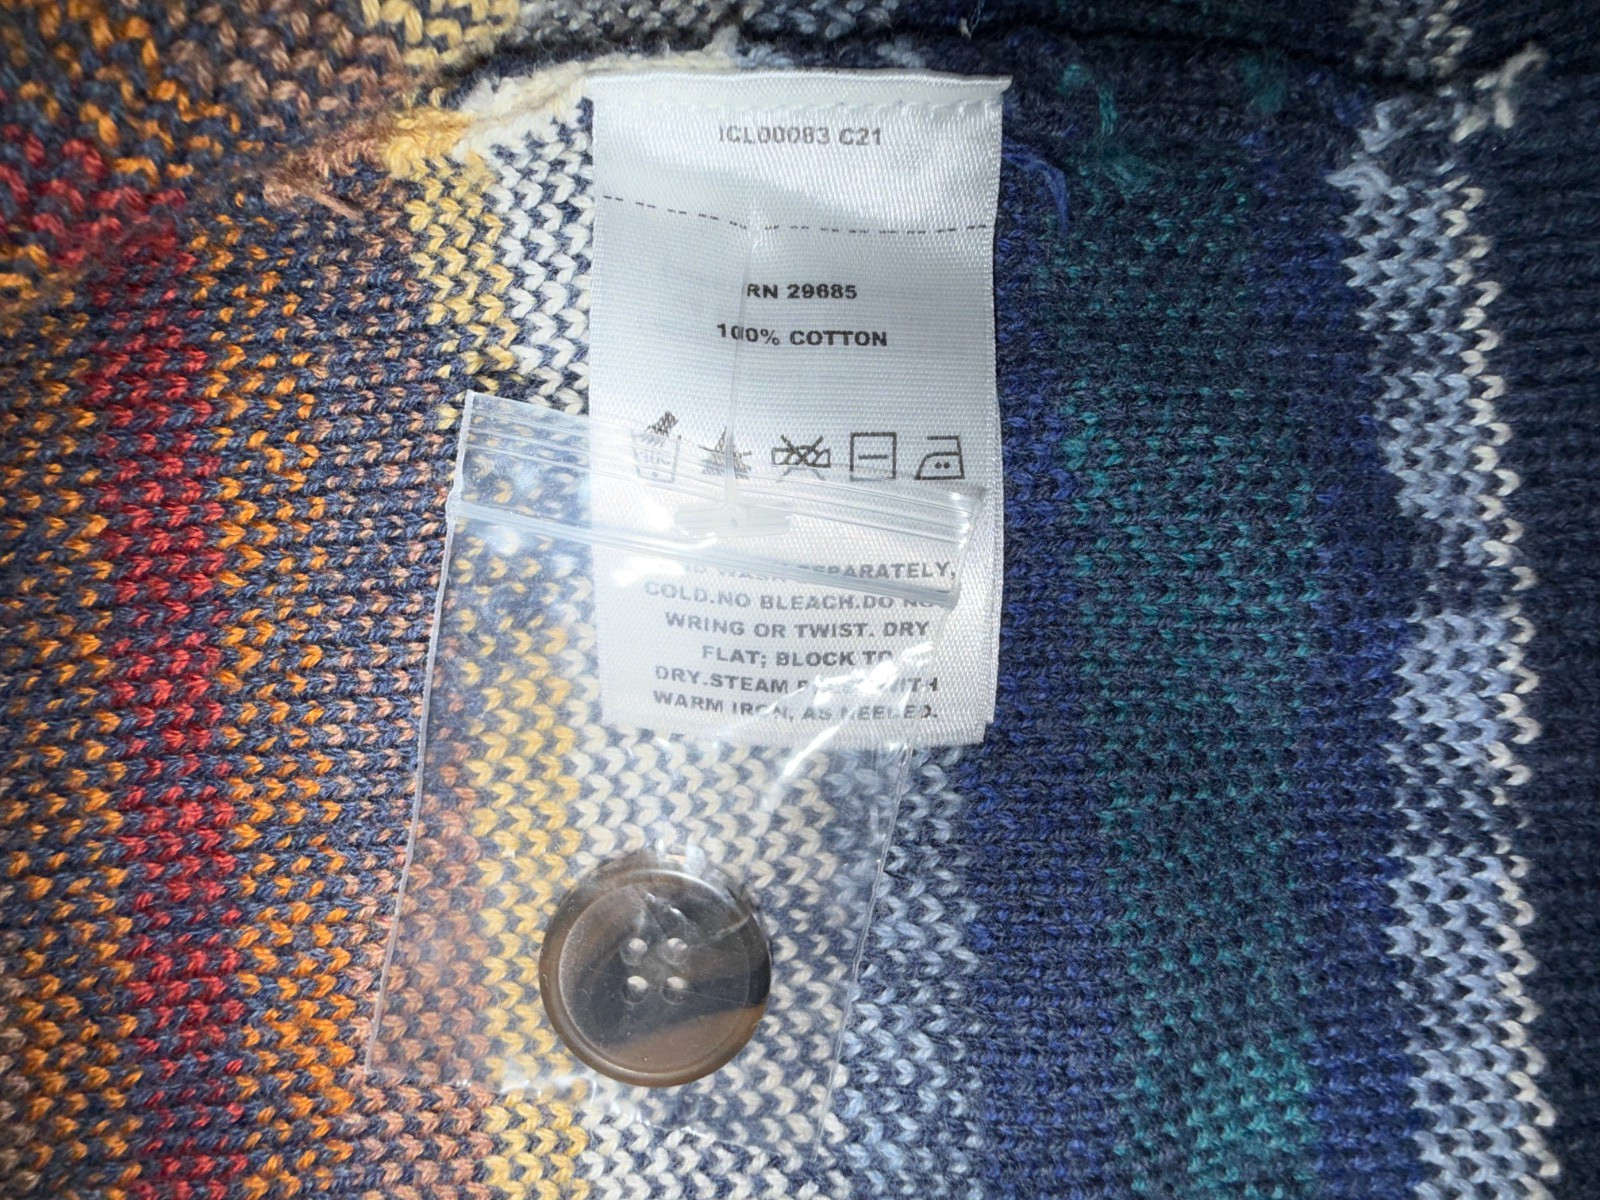 ICL00083 C21
RN 29685
100% COTTON
SEPARATELY,
COLD.NO BLEACH.DO
WRING OR TWIST. DRY
FLAT; BLOCK TO
DRY.STEAM WITH
WARM IRON, AS NEEDED.